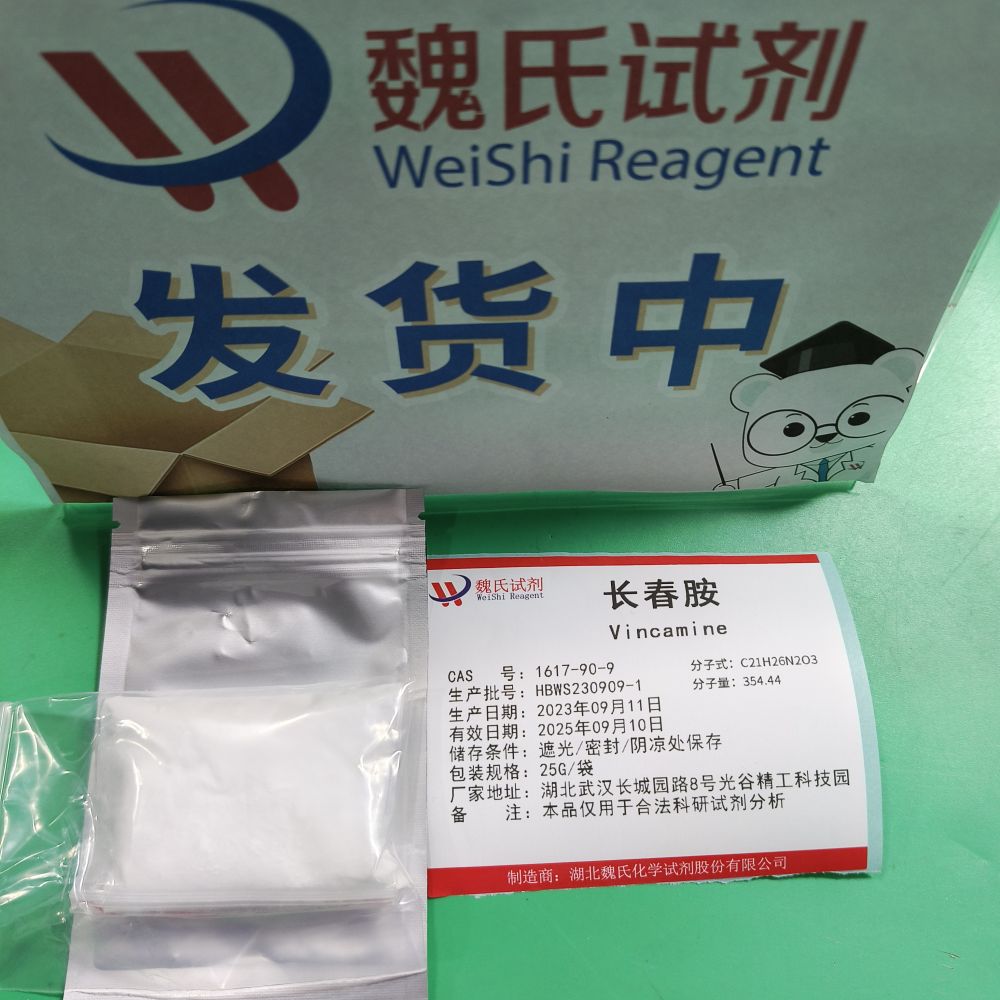 魏氏试剂
WeiShi Reagent
发货中
魏氏试剂
WeiShi Reagent
长春胺
Vincamine
CAS 号：1617-90-9
分子式：C21H26N2O3
生产批号：HBWS230909-1
分子量：354.44
生产日期：2023年09月11日
有效日期：2025年09月10日
储存条件：遮光/密封/阴凉处保存
包装规格：25G/袋
厂家地址：湖北武汉长城园路8号光谷精工科技园
备 注：本品仅用于合法科研试剂分析
制造商：湖北魏氏化学试剂股份有限公司